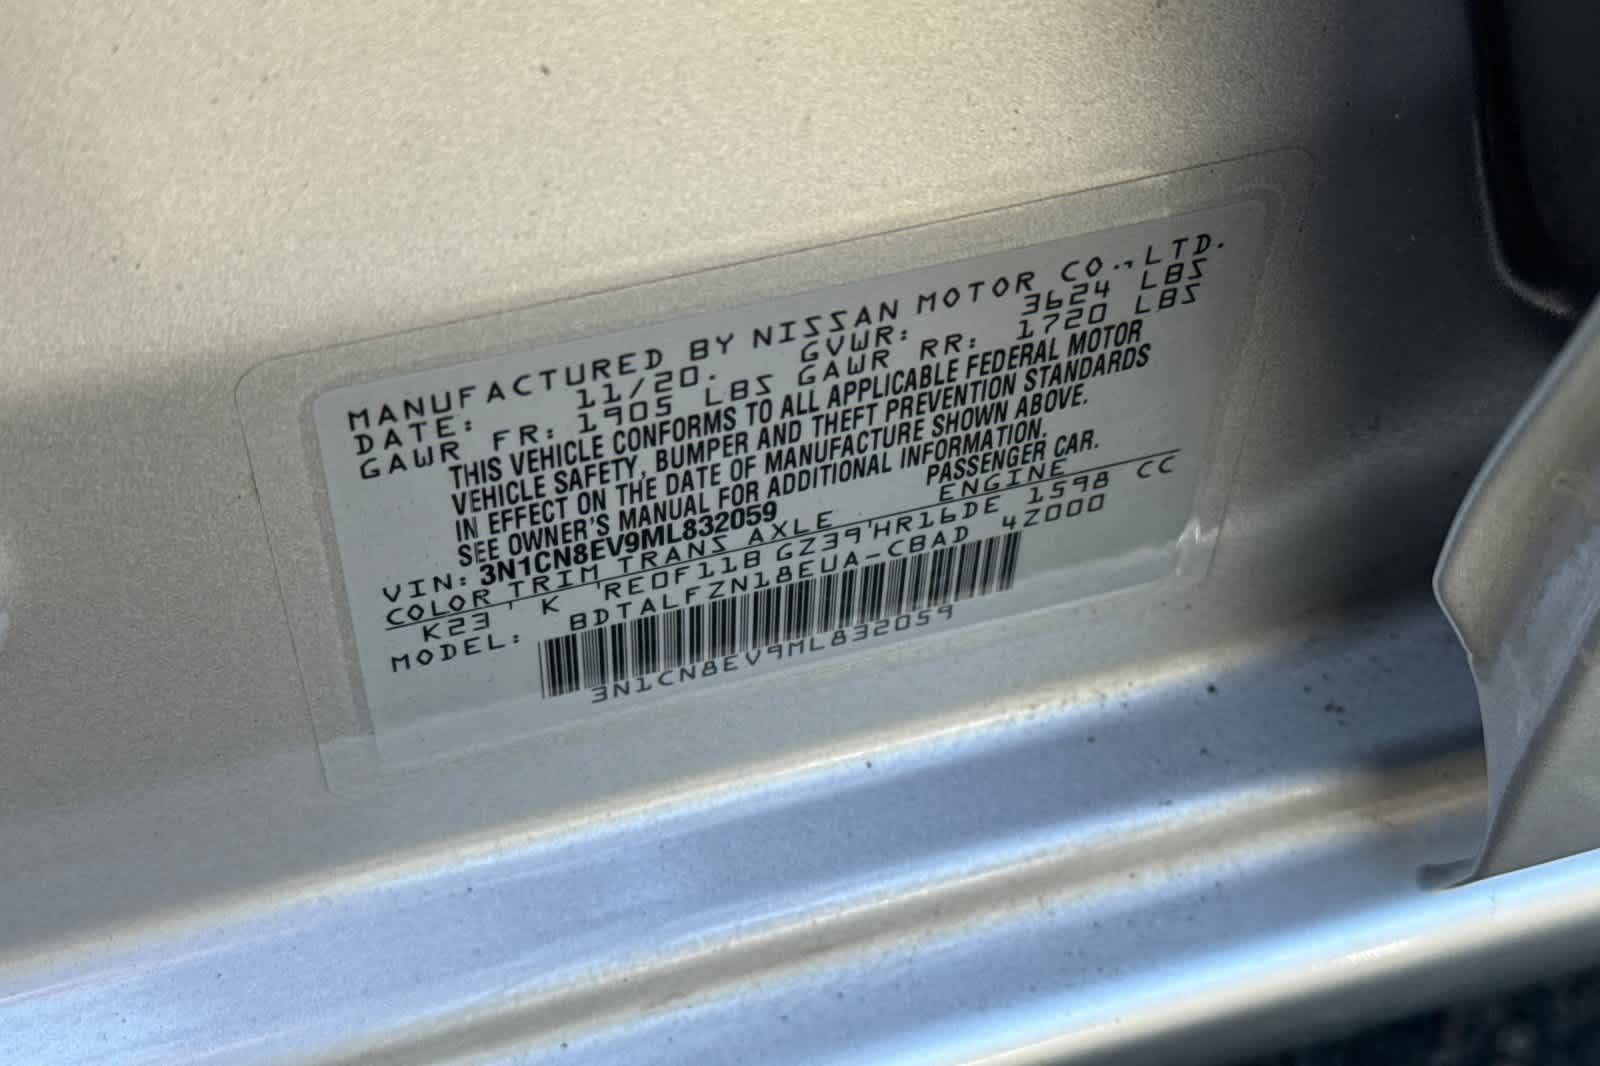 MANUFACTURED BY NISSAN MOTOR CO.,LTD.
DATE: 11/20. GVWR: 3624 LBS
GAWR FR: 1905 LBS GAWR RR: 1720 LBS
THIS VEHICLE CONFORMS TO ALL APPLICABLE FEDERAL MOTOR
VEHICLE SAFETY, BUMPER AND THEFT PREVENTION STANDARDS
IN EFFECT ON THE DATE OF MANUFACTURE SHOWN ABOVE.
SEE OWNER'S MANUAL FOR ADDITIONAL INFORMATION.
VIN: 3N1CN8EV9ML832059 PASSENGER CAR.
COLOR TRIM TRANS AXLE ENGINE
K23 K RE0F11B GZ39 HR16DE 1598 CC
MODEL: BDTALFZN18EUA-CBAD 4Z000
3N1CN8EV9ML832059